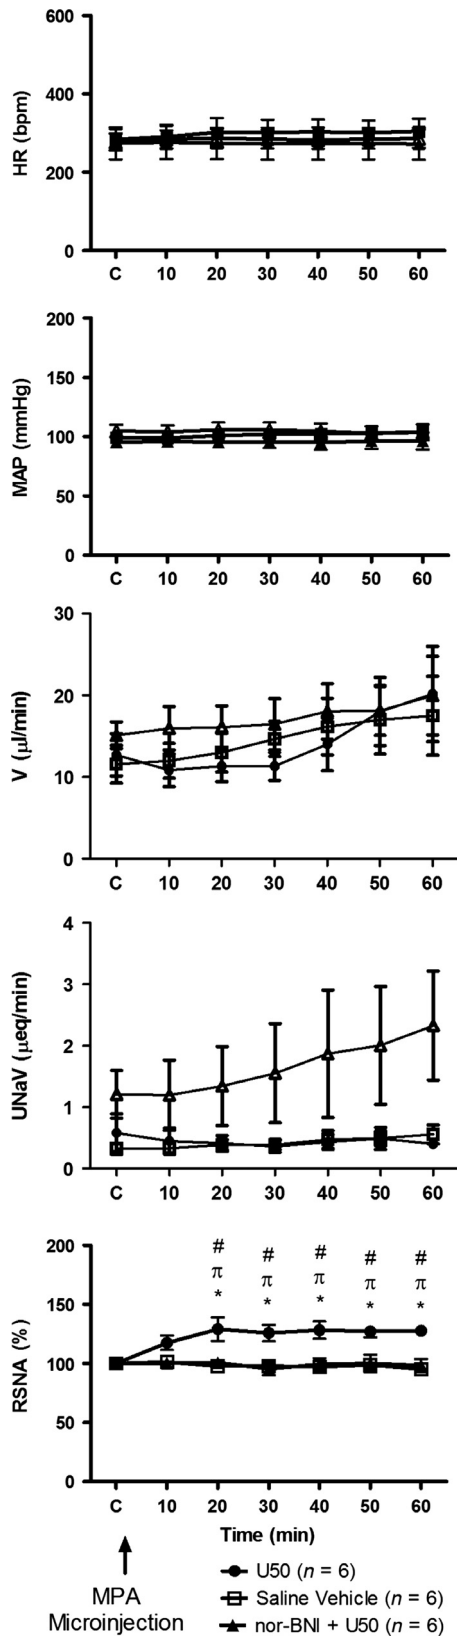 600
400
200
0
HR (bpm)
C 10 20 30 40 50 60
200
150
100
50
0
MAP (mmHg)
C 10 20 30 40 50 60
30
20
10
0
V (µl/min)
C 10 20 30 40 50 60
4
3
2
1
0
UNaV (µeq/min)
C 10 20 30 40 50 60
200
150
100
50
0
RSNA (%)
# # # # #
π π π π π
* * * * *
C 10 20 30 40 50 60
Time (min)
MPA
Microinjection
U50 (n = 6)
Saline Vehicle (n = 6)
nor-BNI + U50 (n = 6)